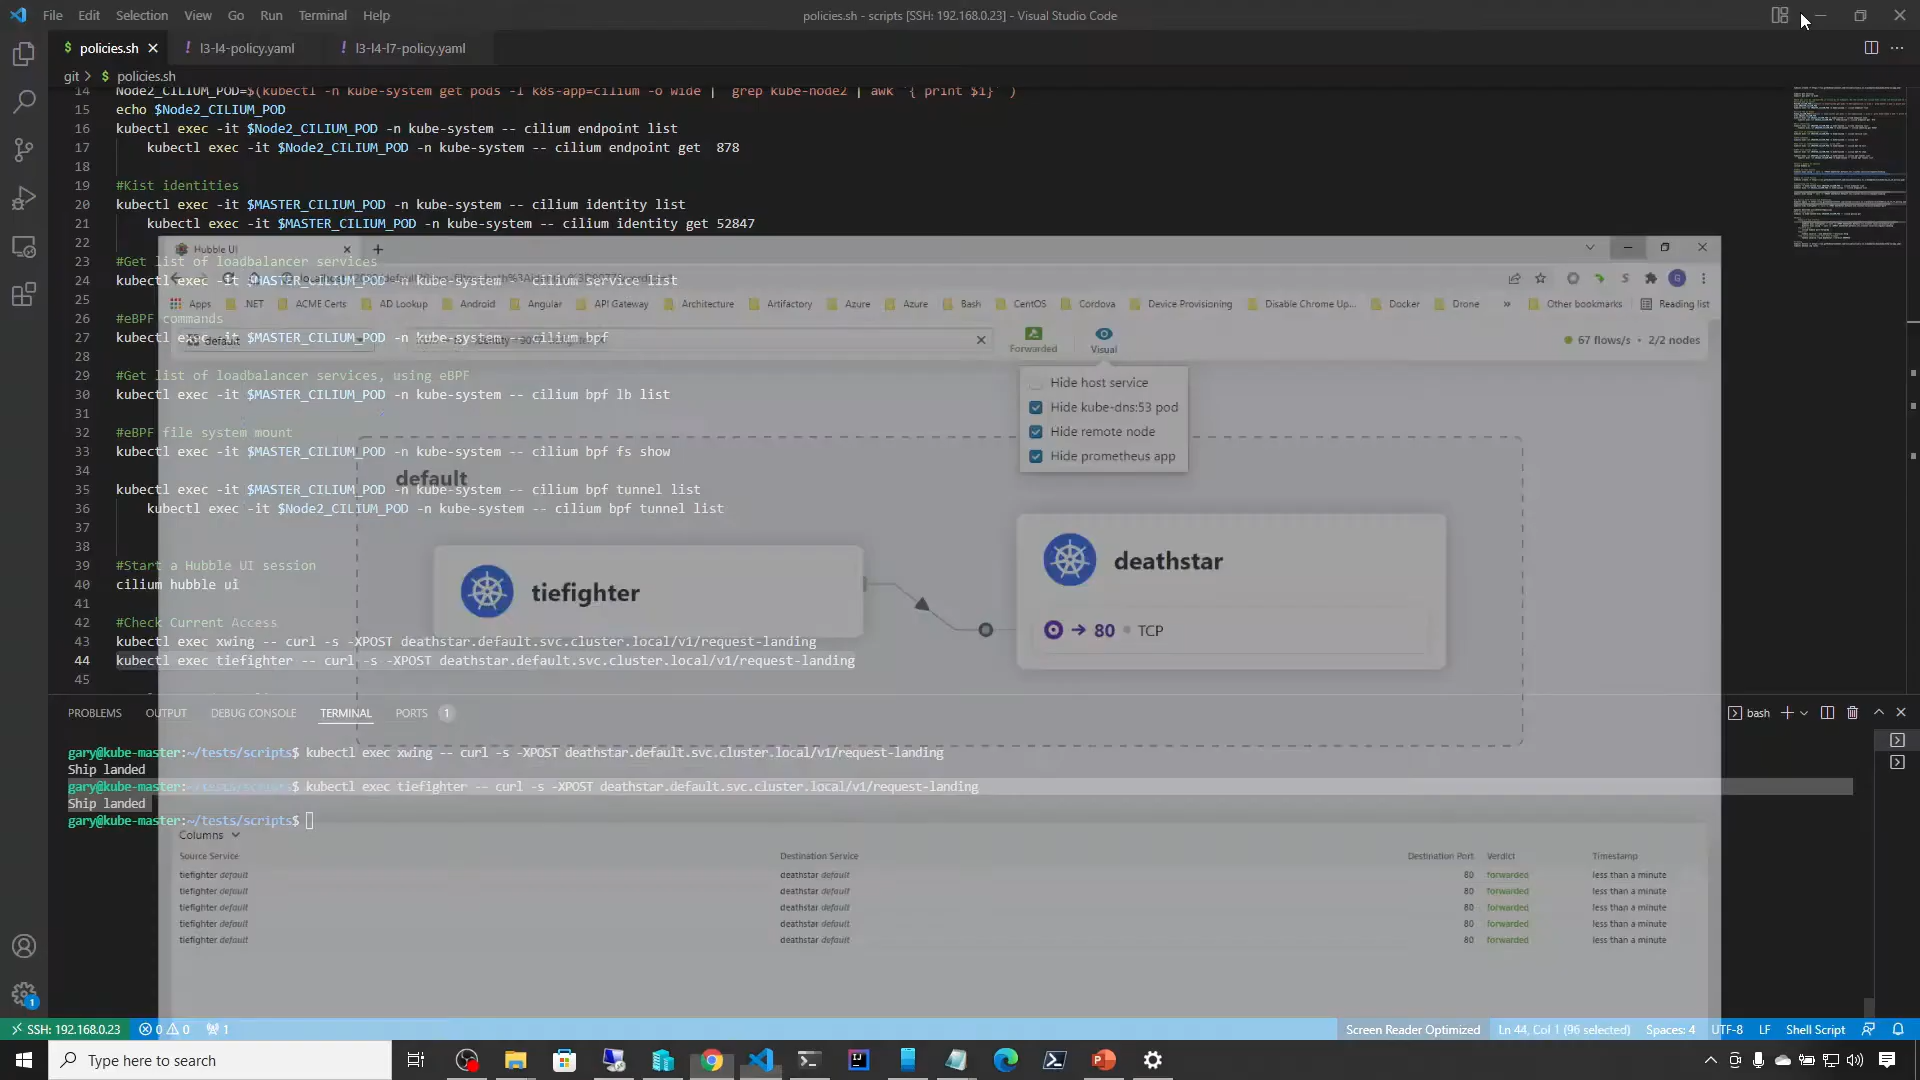 File Edit Selection View Go Run Terminal Help
policies.sh - scripts [SSH: 192.168.0.23] - Visual Studio Code
$ policies.sh
! l3-l4-policy.yaml
! l3-l4-l7-policy.yaml
git > $ policies.sh
14 Node2_CILIUM_POD=$(kubectl -n kube-system get pods -l k8s-app=cilium -o wide | grep kube-node2 | awk '{ print $1}' )
15 echo $Node2_CILIUM_POD
16 kubectl exec -it $Node2_CILIUM_POD -n kube-system -- cilium endpoint list
17 kubectl exec -it $Node2_CILIUM_POD -n kube-system -- cilium endpoint get 878
18
19 #Kist identities
20 kubectl exec -it $MASTER_CILIUM_POD -n kube-system -- cilium identity list
21 kubectl exec -it $MASTER_CILIUM_POD -n kube-system -- cilium identity get 52847
22
23 #Get list of loadbalancer services
24 kubectl exec -it $MASTER_CILIUM_POD -n kube-system -- cilium service list
25
26 #eBPF commands
27 kubectl exec -it $MASTER_CILIUM_POD -n kube-system -- cilium bpf
28
29 #Get list of loadbalancer services, using eBPF
30 kubectl exec -it $MASTER_CILIUM_POD -n kube-system -- cilium bpf lb list
31
32 #eBPF file system mount
33 kubectl exec -it $MASTER_CILIUM_POD -n kube-system -- cilium bpf fs show
34
35 kubectl exec -it $MASTER_CILIUM_POD -n kube-system -- cilium bpf tunnel list
36 kubectl exec -it $Node2_CILIUM_POD -n kube-system -- cilium bpf tunnel list
37
38
39 #Start a Hubble UI session
40 cilium hubble ui
41
42 #Check Current Access
43 kubectl exec xwing -- curl -s -XPOST deathstar.default.svc.cluster.local/v1/request-landing
44 kubectl exec tiefighter -- curl -s -XPOST deathstar.default.svc.cluster.local/v1/request-landing
45
Hubble UI
Apps .NET ACME Certs AD Lookup Android Angular API Gateway Architecture Artifactory Azure Azure Bash CentOS Cordova Device Provisioning Disable Chrome Up... Docker Drone » Other bookmarks Reading list
default
Forwarded
Visual
67 flows/s • 2/2 nodes
Hide host service
Hide kube-dns:53 pod
Hide remote node
Hide prometheus app
default
tiefighter
deathstar
80 TCP
PROBLEMS OUTPUT DEBUG CONSOLE TERMINAL PORTS 1
bash
gary@kube-master:~/tests/scripts$ kubectl exec xwing -- curl -s -XPOST deathstar.default.svc.cluster.local/v1/request-landing
Ship landed
gary@kube-master:~/tests/scripts$ kubectl exec tiefighter -- curl -s -XPOST deathstar.default.svc.cluster.local/v1/request-landing
Ship landed
gary@kube-master:~/tests/scripts$
Columns
Source Service Destination Service Destination Port Verdict Timestamp
tiefighter default deathstar default 80 forwarded less than a minute
tiefighter default deathstar default 80 forwarded less than a minute
tiefighter default deathstar default 80 forwarded less than a minute
tiefighter default deathstar default 80 forwarded less than a minute
tiefighter default deathstar default 80 forwarded less than a minute
1
SSH: 192.168.0.23 0 0 1
Screen Reader Optimized Ln 44, Col 1 (96 selected) Spaces: 4 UTF-8 LF Shell Script
Type here to search